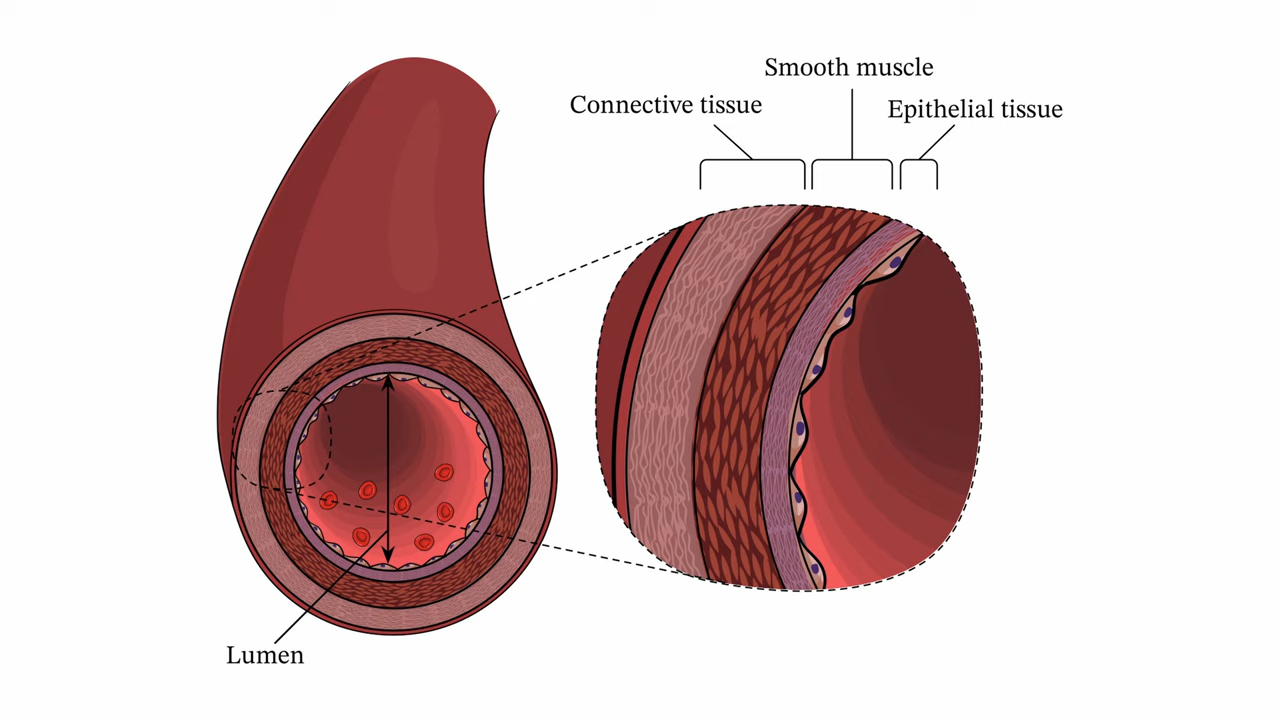 Smooth muscle
Connective tissue
Epithelial tissue
Lumen